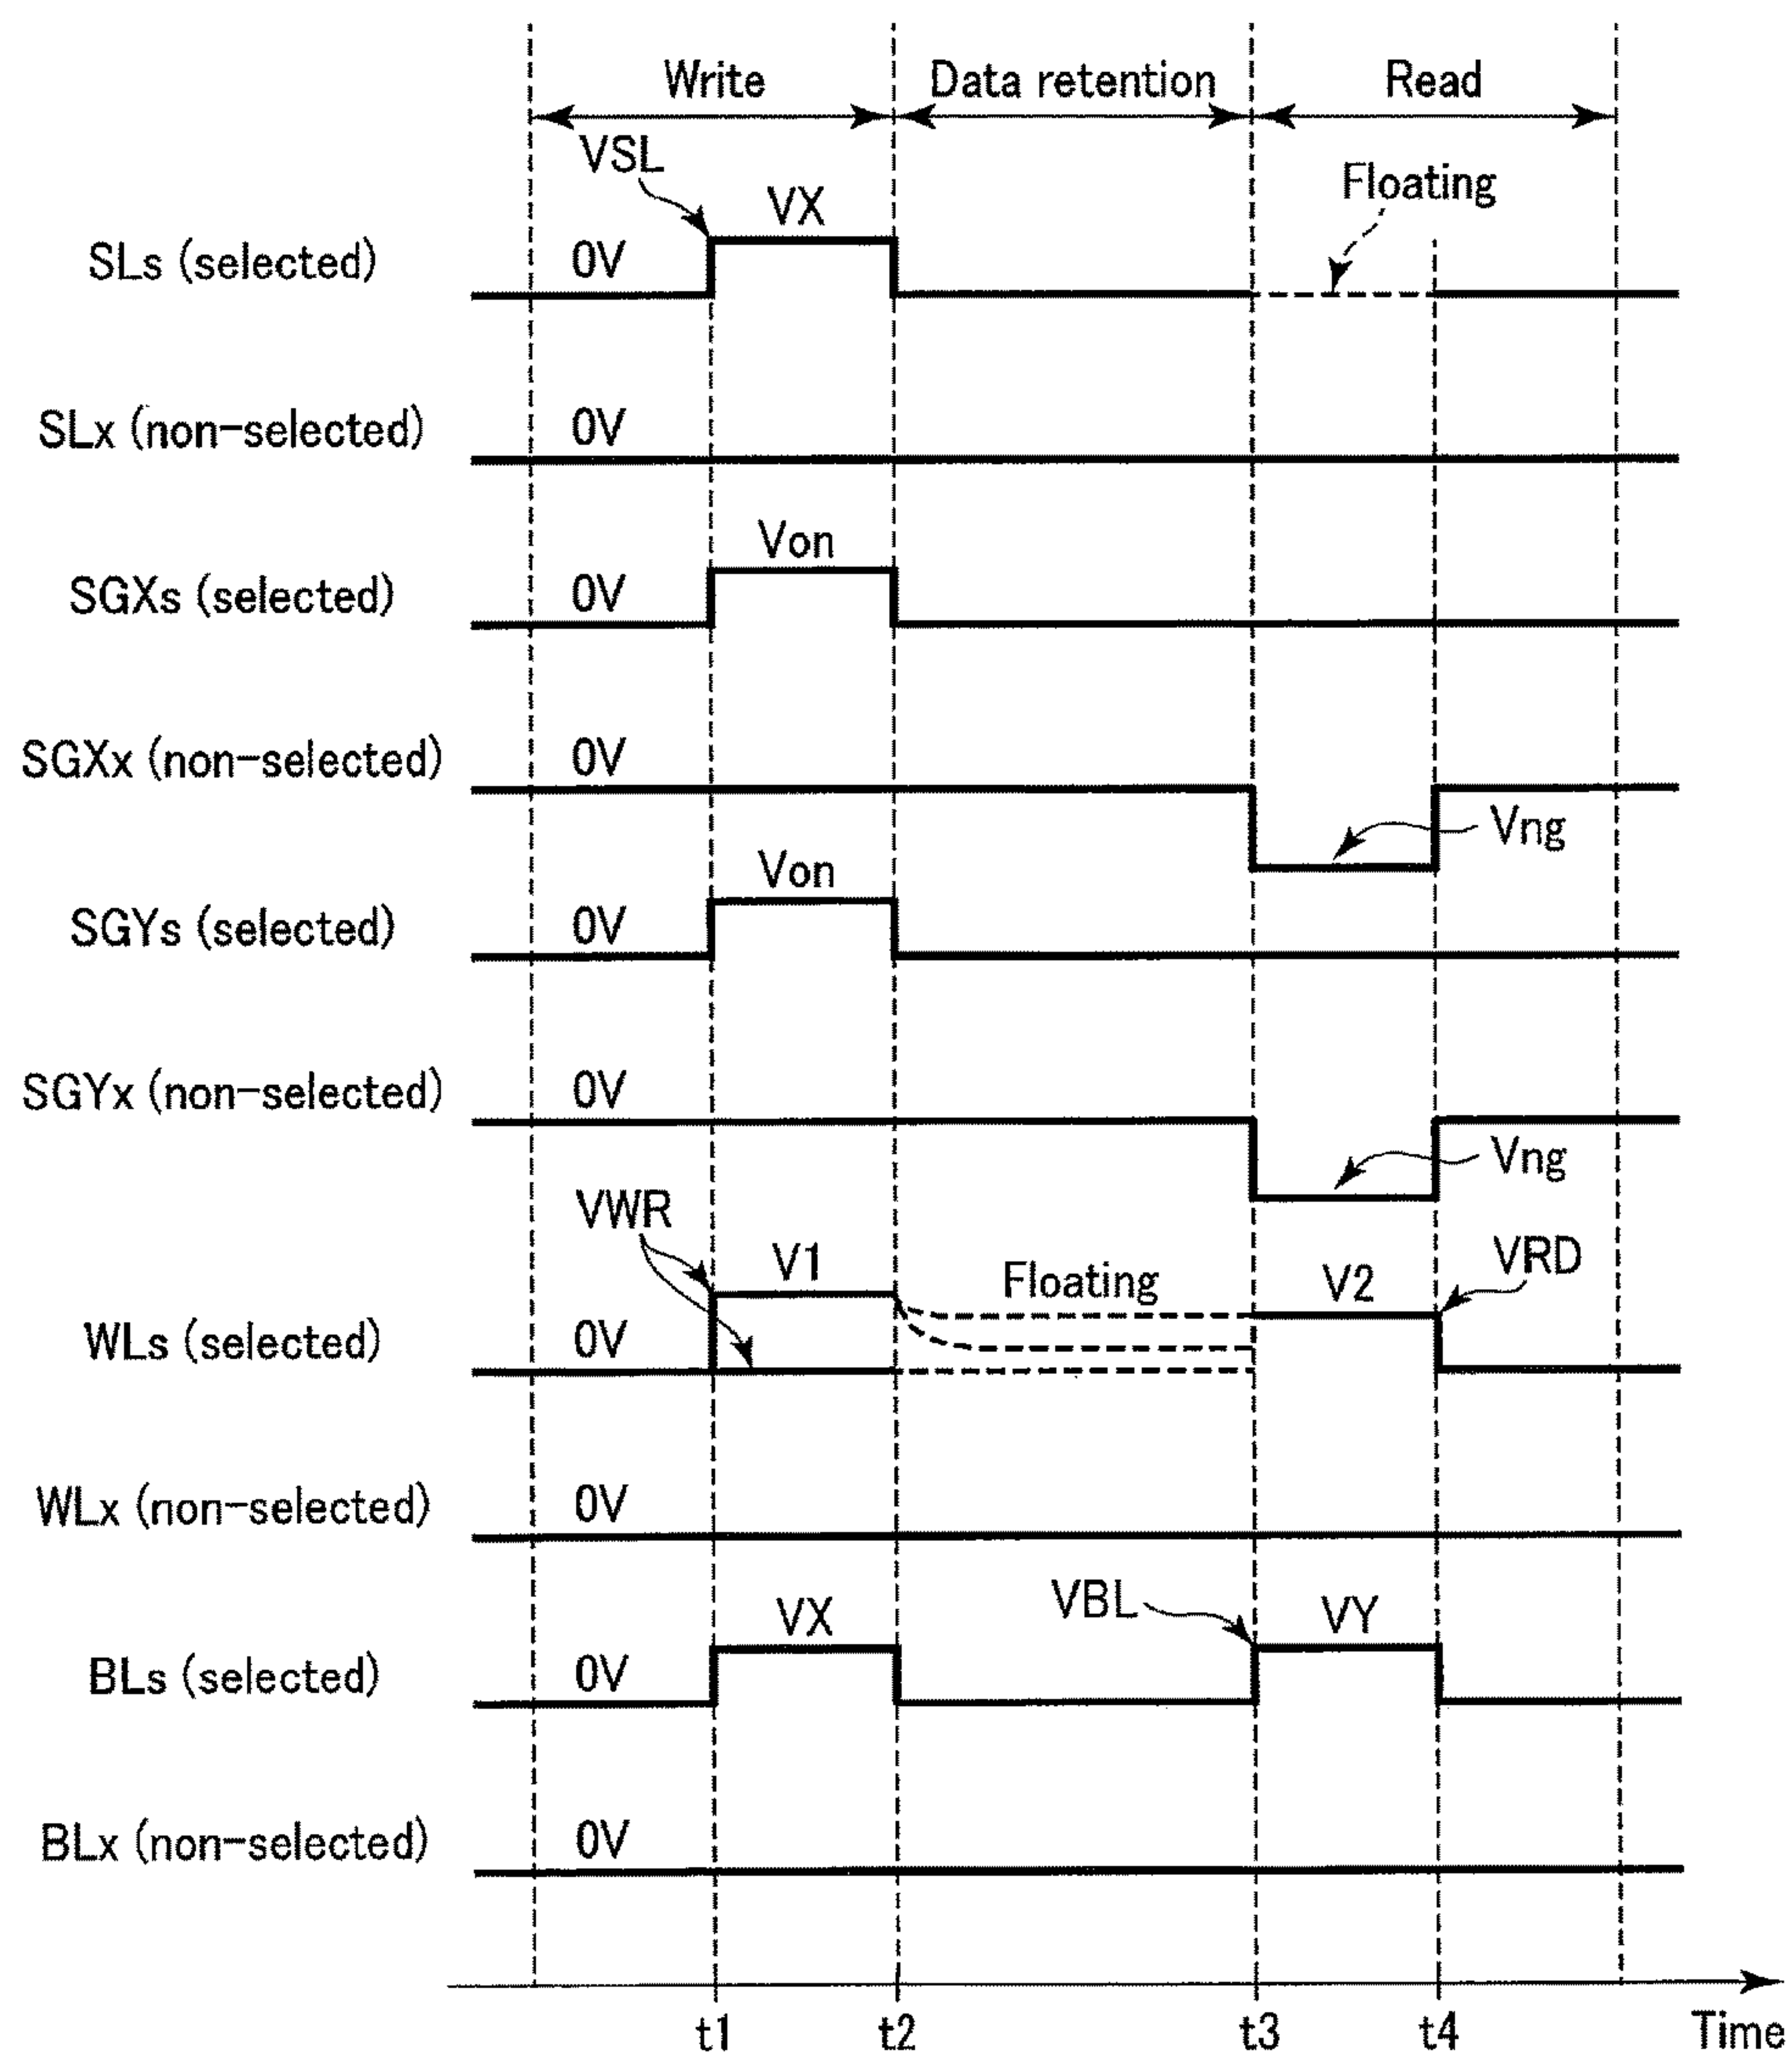 Write Data retention Read
VSL
Floating
VX
SLs (selected) 0V
SLx (non-selected) 0V
Von
SGXs (selected) 0V
SGXx (non-selected) 0V
Vng
Von
SGYs (selected) 0V
SGYx (non-selected) 0V
Vng
VWR
V1 Floating V2 VRD
WLs (selected) 0V
WLx (non-selected) 0V
VX VBL VY
BLs (selected) 0V
BLx (non-selected) 0V
t1 t2 t3 t4 Time